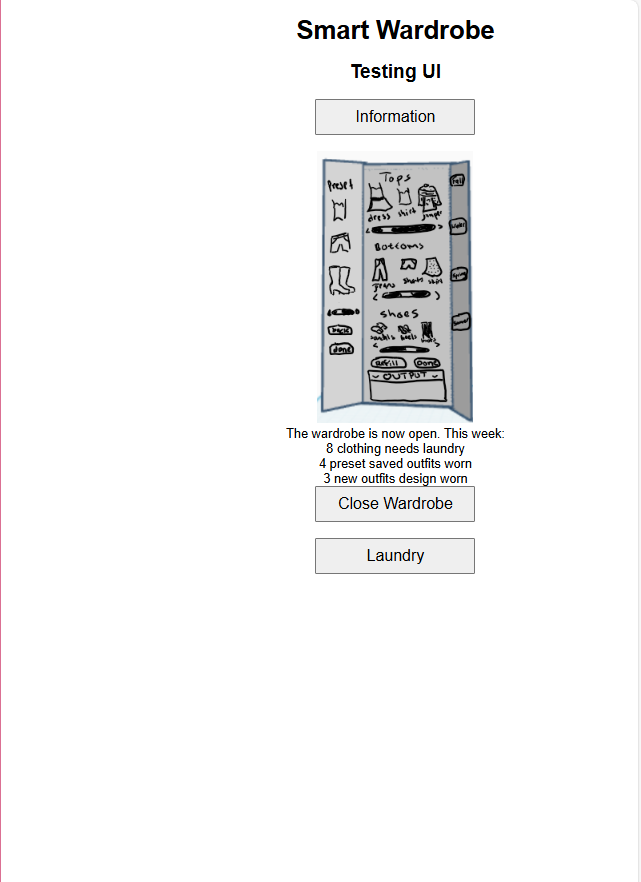 Smart Wardrobe
Testing UI
Information
Preset
back
done
Tops
dress shirt jumper
Bottoms
jeans shorts skirt
shoes
sandals heels boots
Refill Done
OUTPUT
Fall
Winter
Spring
Summer
The wardrobe is now open. This week:
8 clothing needs laundry
4 preset saved outfits worn
3 new outfits design worn
Close Wardrobe
Laundry